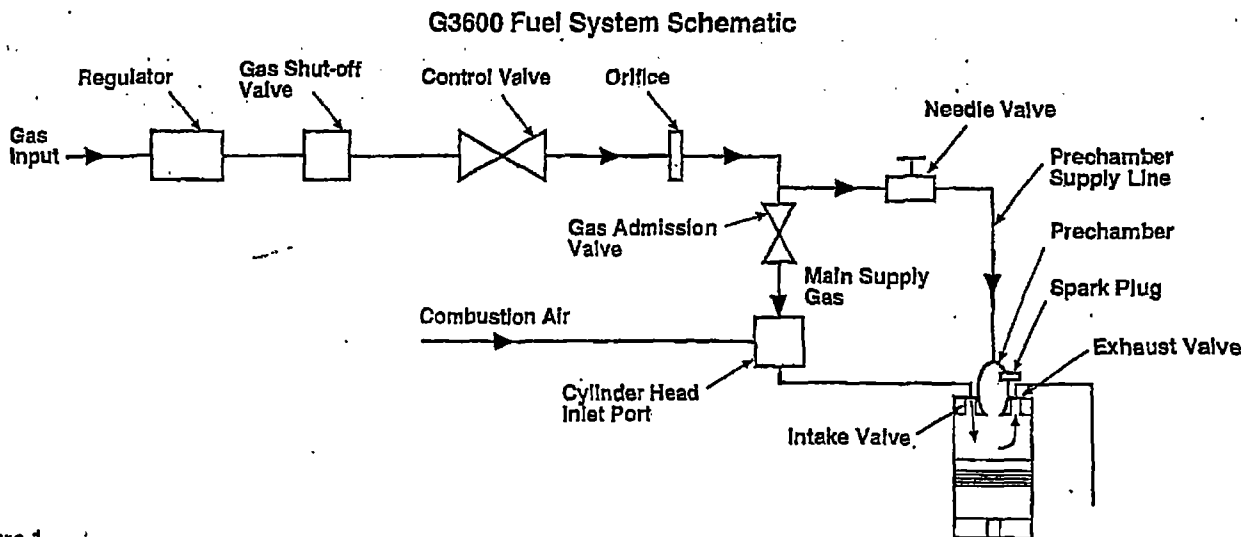 G3600 Fuel System Schematic
Regulator
Gas Shut-off
Valve
Control Valve
Orifice
Needle Valve
Gas
Input
Prechamber
Supply Line
Gas Admission
Valve
Prechamber
Main Supply
Gas
Spark Plug
Combustion Air
Exhaust Valve
Cylinder Head
Inlet Port
Intake Valve